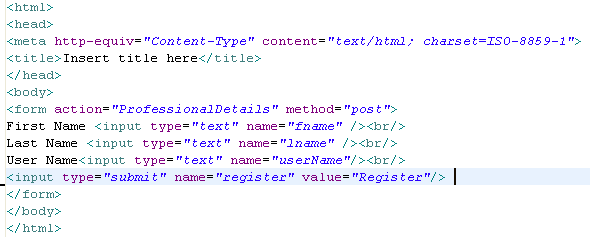 <html>
<head>
<meta http-equiv="Content-Type" content="text/html; charset=ISO-8859-1">
<title>Insert title here</title>
</head>
<body>
<form action="ProfessionalDetails" method="post">
First Name <input type="text" name="fname" /><br/>
Last Name <input type="text" name="lname" /><br/>
User Name<input type="text" name="userName"/><br/>
<input type="submit" name="register" value="Register"/>
</form>
</body>
</html>